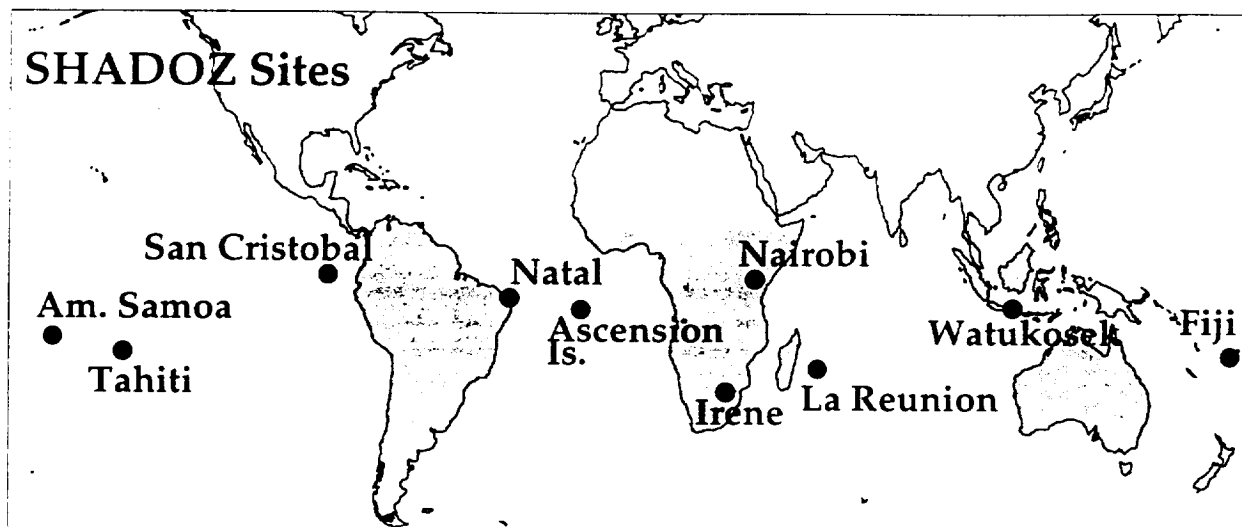 SHADOZ Sites
San Cristobal
Natal
Nairobi
Am. Samoa
Ascension
Is.
Watukosek
Fiji
Tahiti
Irene
La Reunion